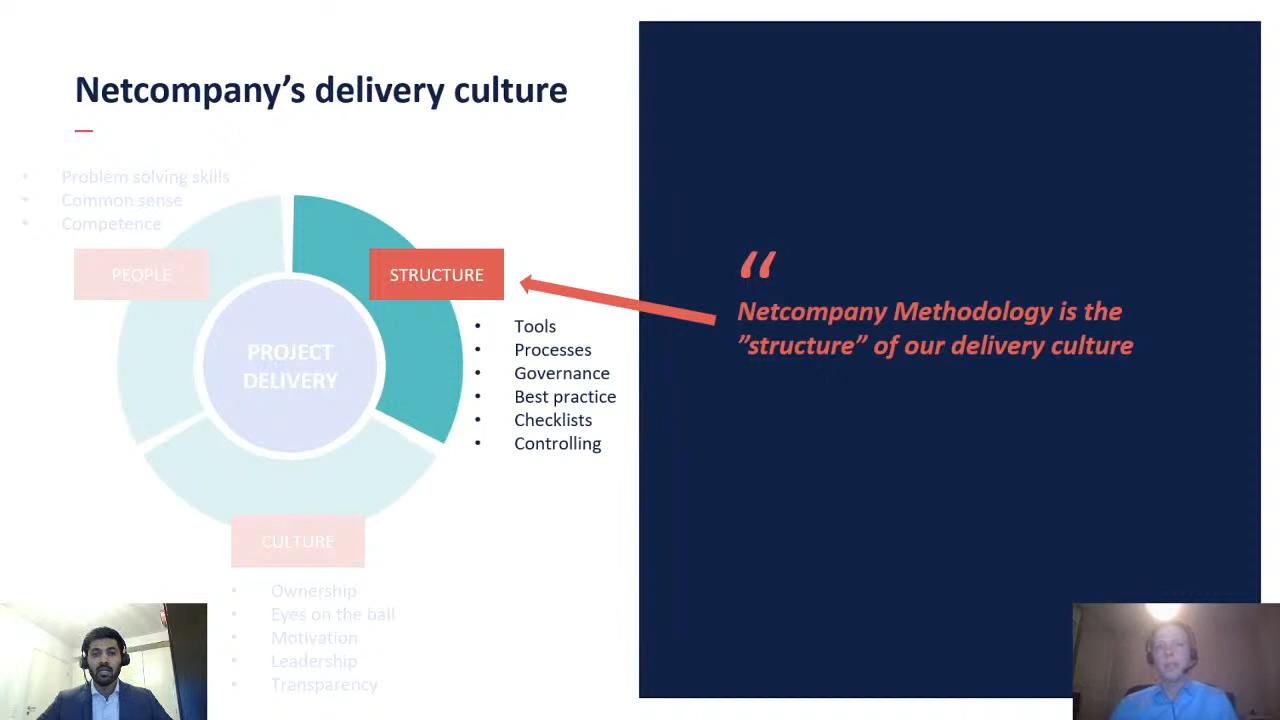 Netcompany’s delivery culture
• Problem solving skills
• Common sense
• Competence
PEOPLE
STRUCTURE
• Tools
• Processes
• Governance
• Best practice
• Checklists
• Controlling
PROJECT
DELIVERY
CULTURE
• Ownership
• Eyes on the ball
• Motivation
• Leadership
• Transparency
“
Netcompany Methodology is the
”structure” of our delivery culture